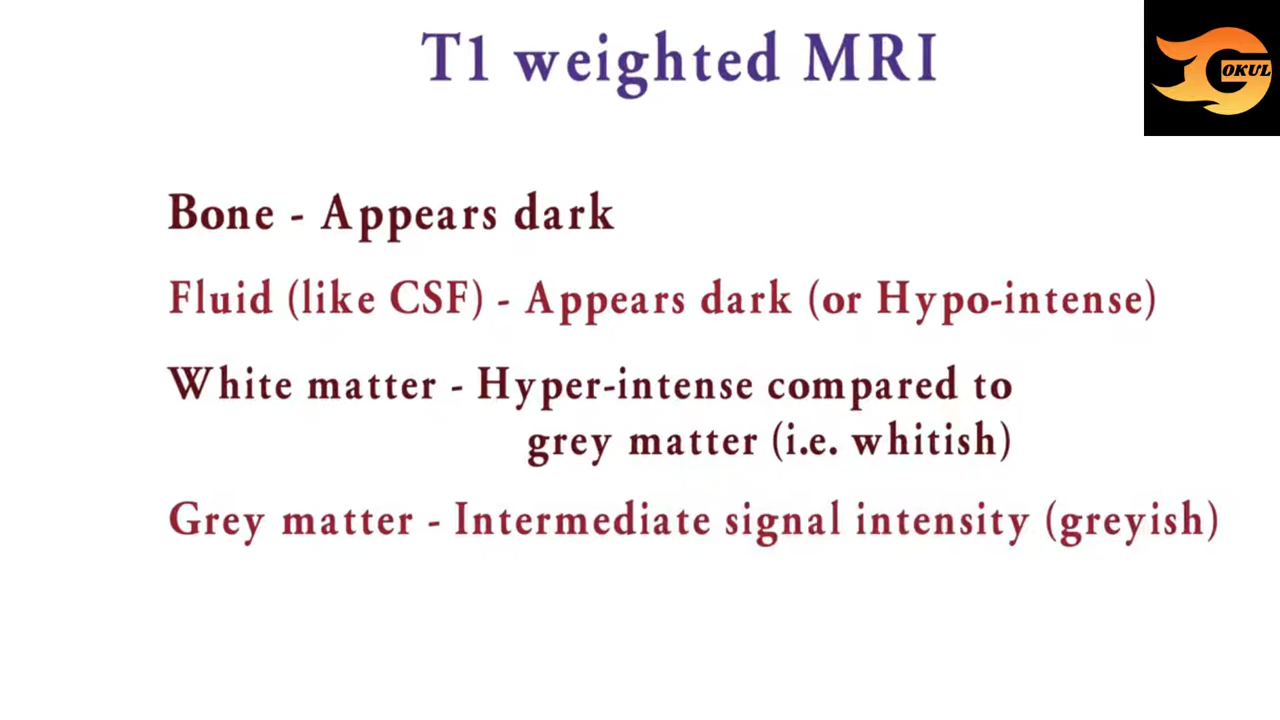 T1 weighted MRI
GOKUL
Bone - Appears dark
Fluid (like CSF) - Appears dark (or Hypo-intense)
White matter - Hyper-intense compared to
grey matter (i.e. whitish)
Grey matter - Intermediate signal intensity (greyish)